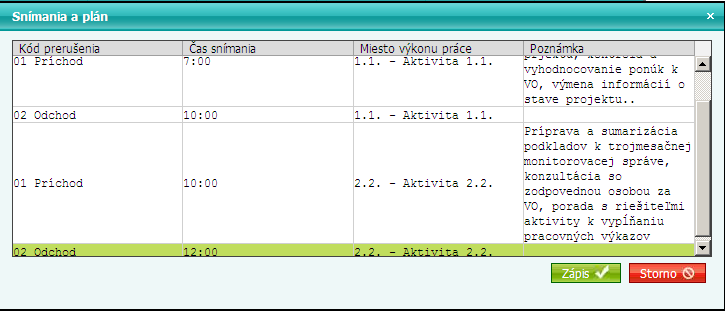 Snímania a plán
Kód prerušenia Čas snímania Miesto výkonu práce Poznámka
01 Príchod 7:00 1.1. - Aktivita 1.1.
vyhodnocovanie ponúk k
VO, výmena informácií o
stave projektu..
02 Odchod 10:00 1.1. - Aktivita 1.1.
Príprava a sumarizácia
podkladov k trojmesačnej
monitorovacej správe,
01 Príchod 10:00 2.2. - Aktivita 2.2.
konzultácia so
zodpovednou osobou za
VO, porada s riešiteľmi
aktivity k vypĺňaniu
pracovných výkazov
02 Odchod 12:00 2.2. - Aktivita 2.2.
Zápis Storno